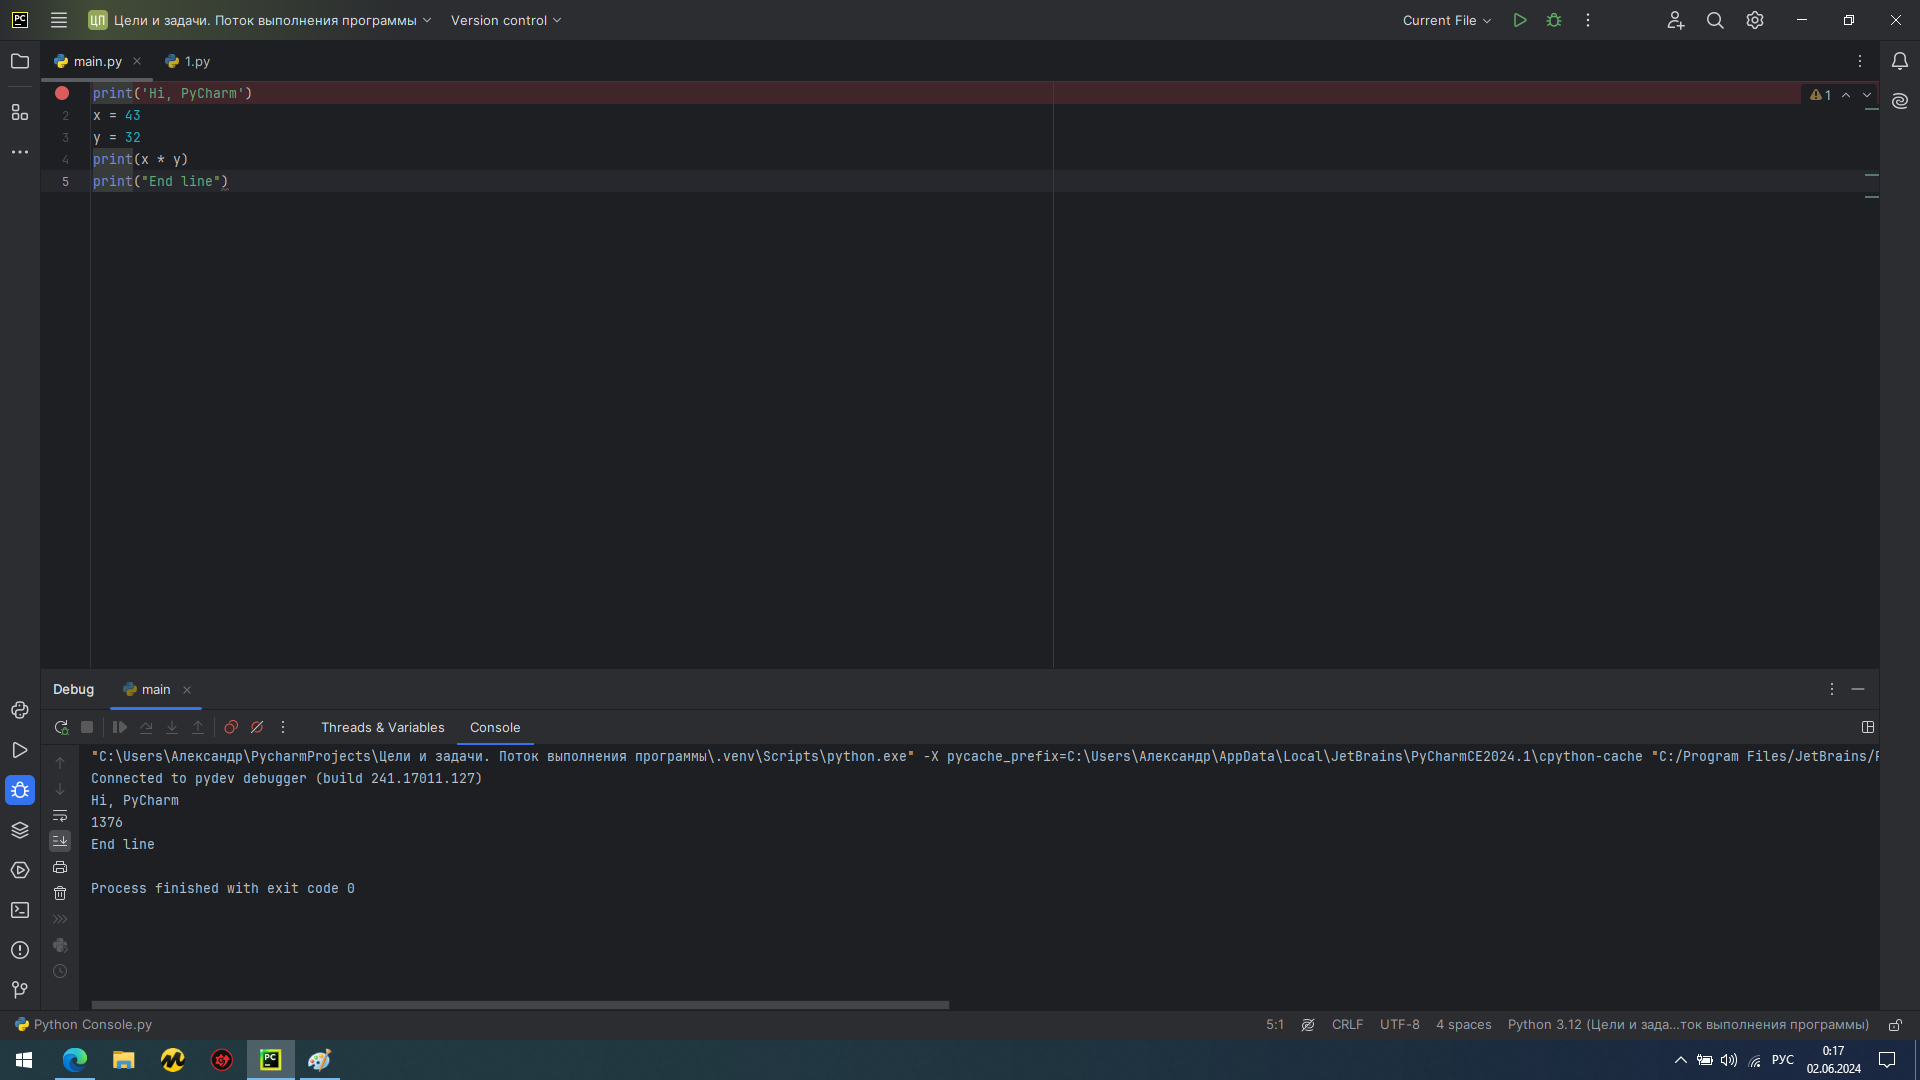 PC
ЦП Цели и задачи. Поток выполнения программы Version control Current File
main.py 1.py
print('Hi, PyCharm') 1
2 x = 43
3 y = 32
4 print(x * y)
5 print("End line")
Debug main
Threads & Variables Console
"C:\Users\Александр\PycharmProjects\Цели и задачи. Поток выполнения программы\.venv\Scripts\python.exe" -X pycache_prefix=C:\Users\Александр\AppData\Local\JetBrains\PyCharmCE2024.1\cpython-cache "C:/Program Files/JetBrains/
Connected to pydev debugger (build 241.17011.127)
Hi, PyCharm
1376
End line
Process finished with exit code 0
Python Console.py 5:1 CRLF UTF-8 4 spaces Python 3.12 (Цели и зада...ток выполнения программы)
PC РУС 0:17
02.06.2024